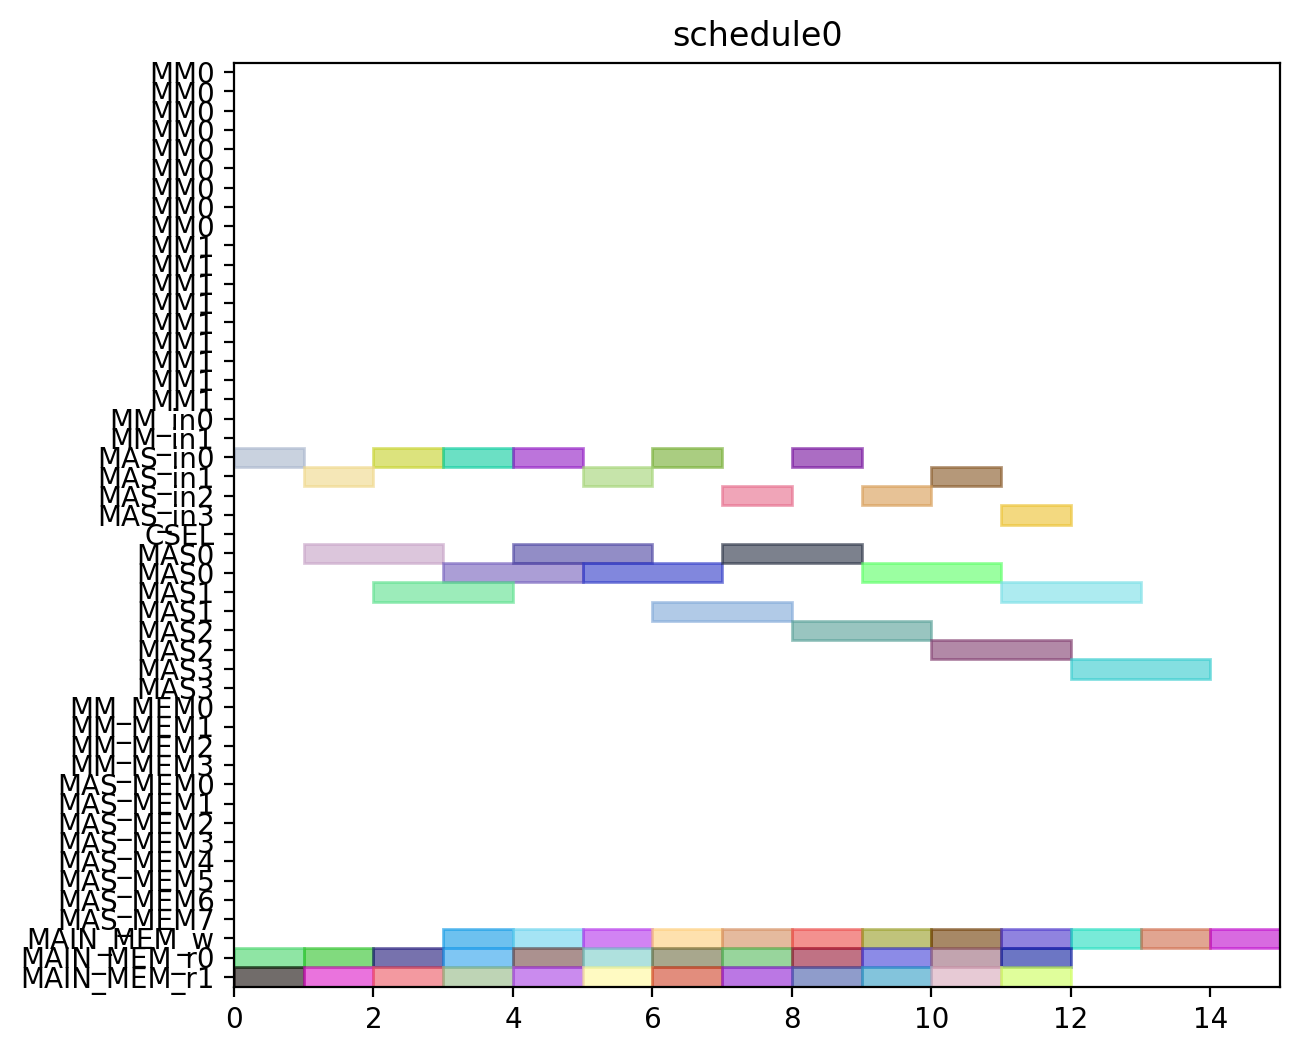 schedule0
MM0
MM0
MM0
MM0
MM0
MM0
MM0
MM0
MM0
MM1
MM1
MM1
MM1
MM1
MM1
MM1
MM1
MM1
MM_in0
MM_in1
MAS_in0
MAS_in1
MAS_in2
MAS_in3
CSEL
MAS0
MAS0
MAS1
MAS1
MAS2
MAS2
MAS3
MAS3
MM_MEM0
MM_MEM1
MM_MEM2
MM_MEM3
MAS_MEM0
MAS_MEM1
MAS_MEM2
MAS_MEM3
MAS_MEM4
MAS_MEM5
MAS_MEM6
MAS_MEM7
MAIN_MEM_w
MAIN_MEM_r0
MAIN_MEM_r1
0 2 4 6 8 10 12 14